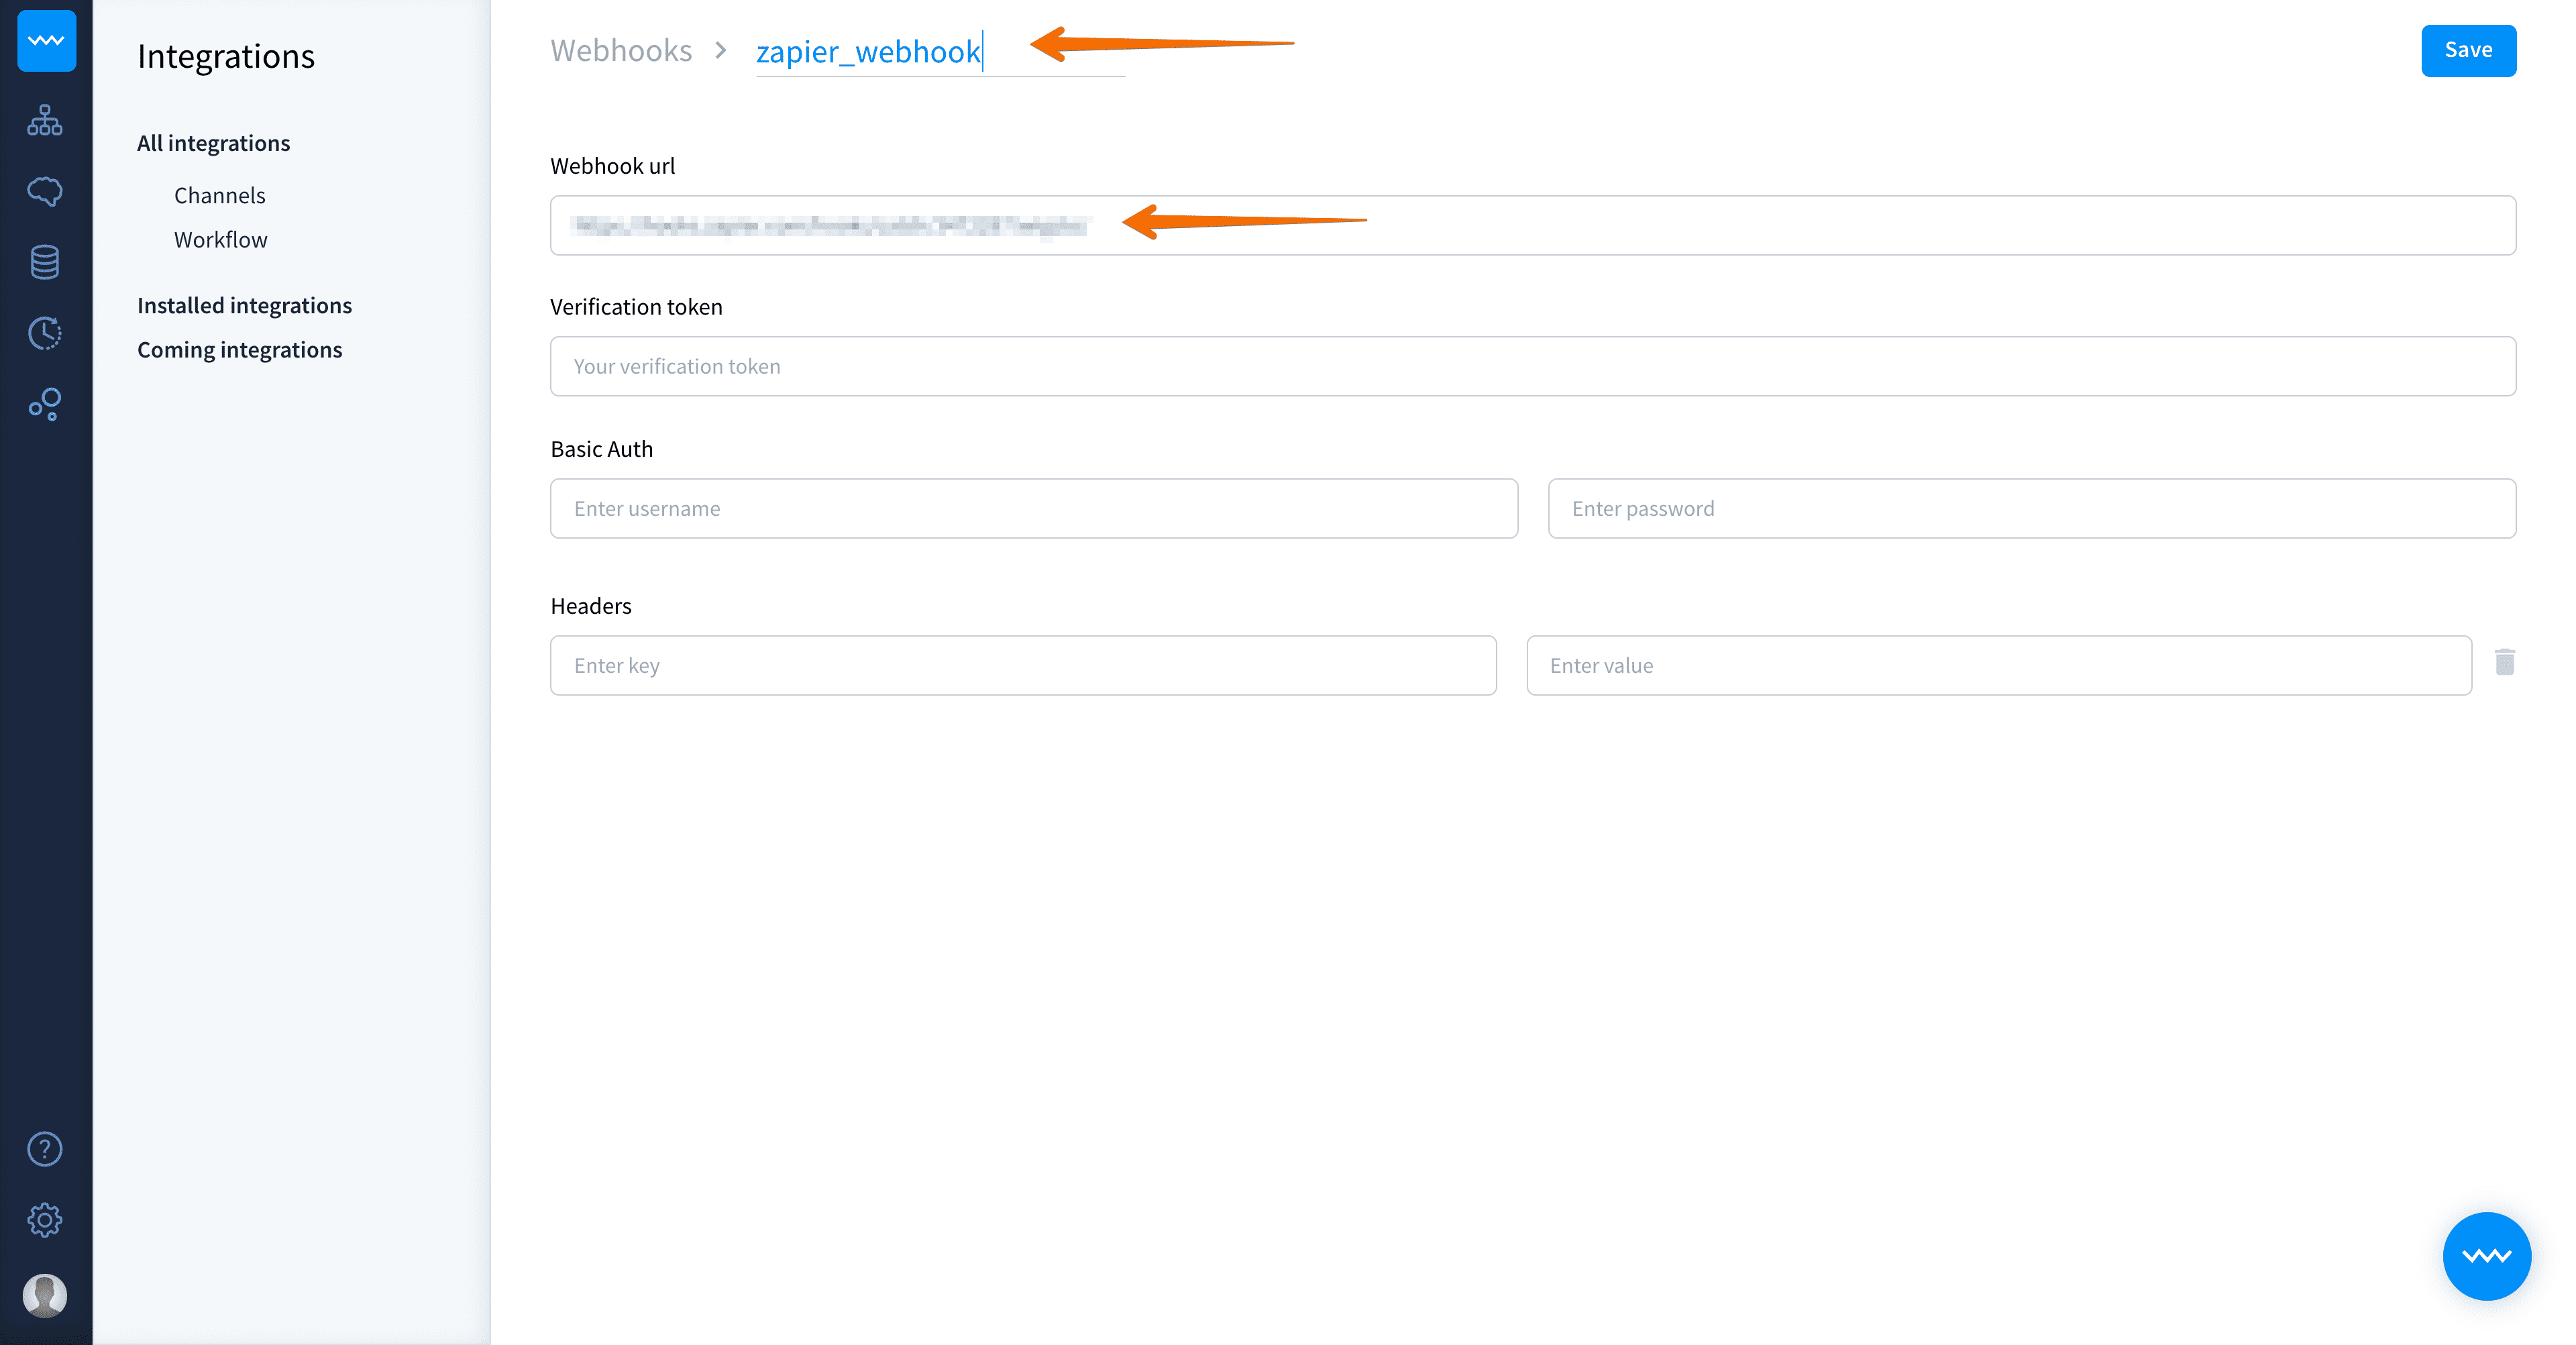 Integrations
All integrations
Channels
Workflow
Installed integrations
Coming integrations
Webhooks > zapier_webhook
Save
Webhook url
Verification token
Your verification token
Basic Auth
Enter username
Enter password
Headers
Enter key
Enter value
?